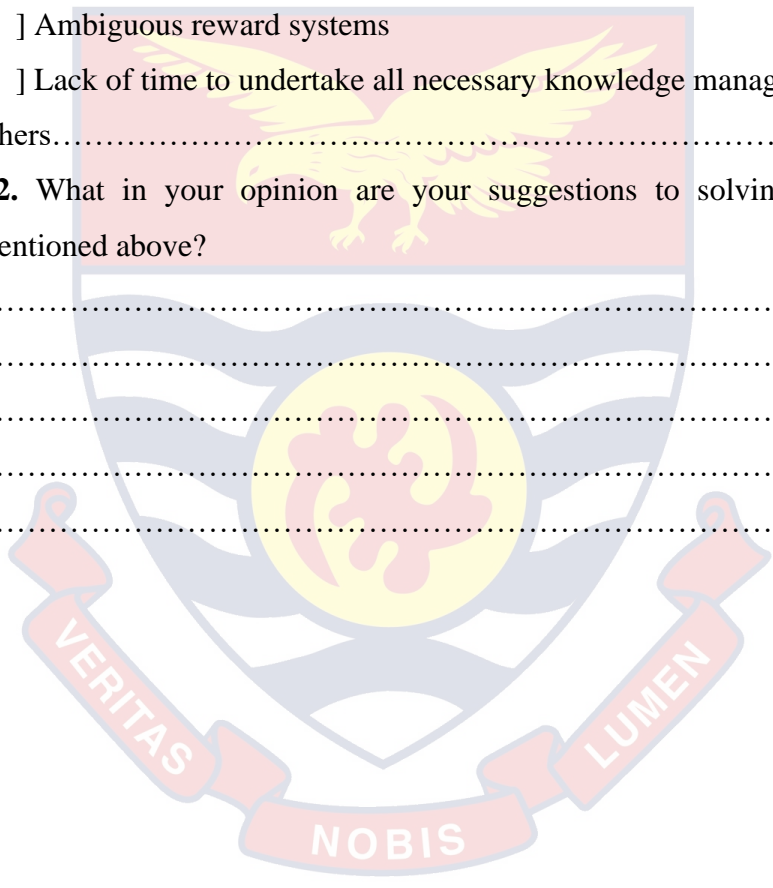 ] Ambiguous reward systems
] Lack of time to undertake all necessary knowledge manag
hers……………………………………………………………………
2. What in your opinion are your suggestions to solvin
entioned above?
……………………………………………………………………………
……………………………………………………………………………
……………………………………………………………………………
……………………………………………………………………………
……………………………………………………………………………
VERITAS
NOBIS
LUMEN